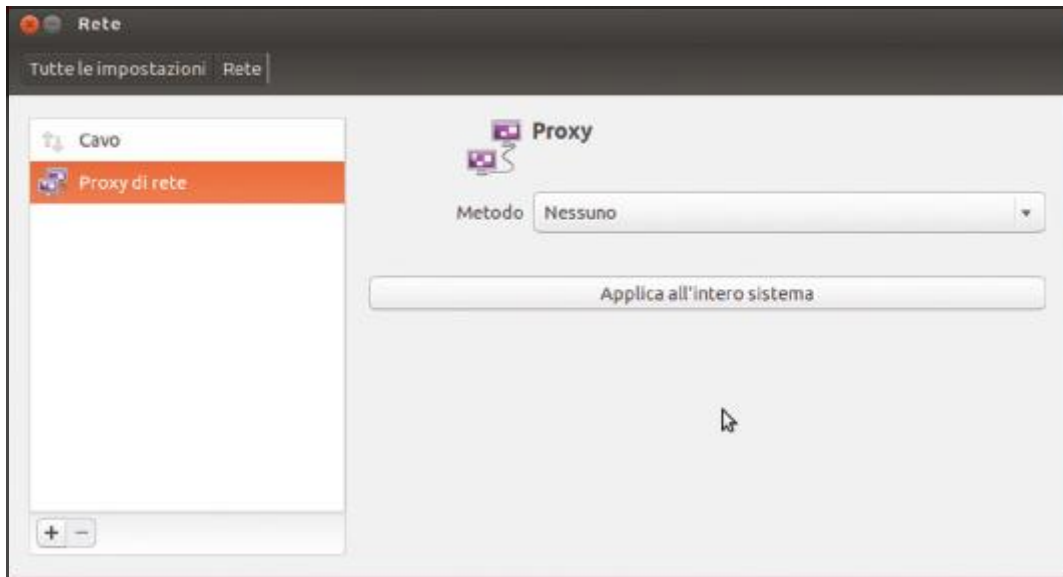 Rete
Tutte le impostazioni Rete
Cavo
Proxy di rete
Proxy
Metodo Nessuno
Applica all'intero sistema